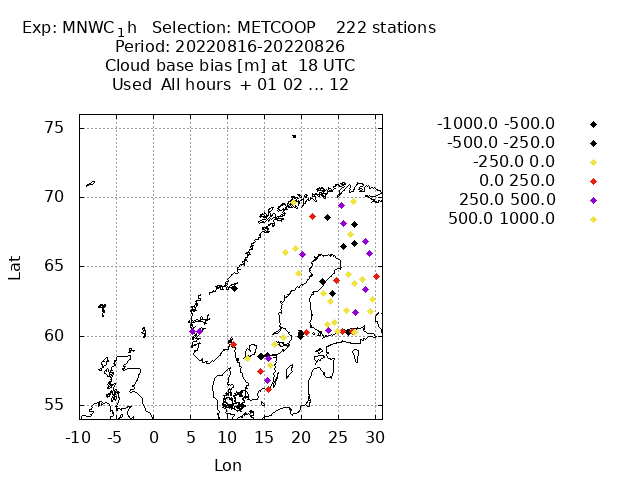 Exp: MNWC_1h   Selection: METCOOP    222 stations
Period: 20220816-20220826
Cloud base bias [m] at  18 UTC
Used  All hours  + 01 02 ... 12
-1000.0 -500.0
-500.0 -250.0
-250.0 0.0
0.0 250.0
250.0 500.0
500.0 1000.0
75
70
65
60
55
Lat
-10 -5 0 5 10 15 20 25 30
Lon